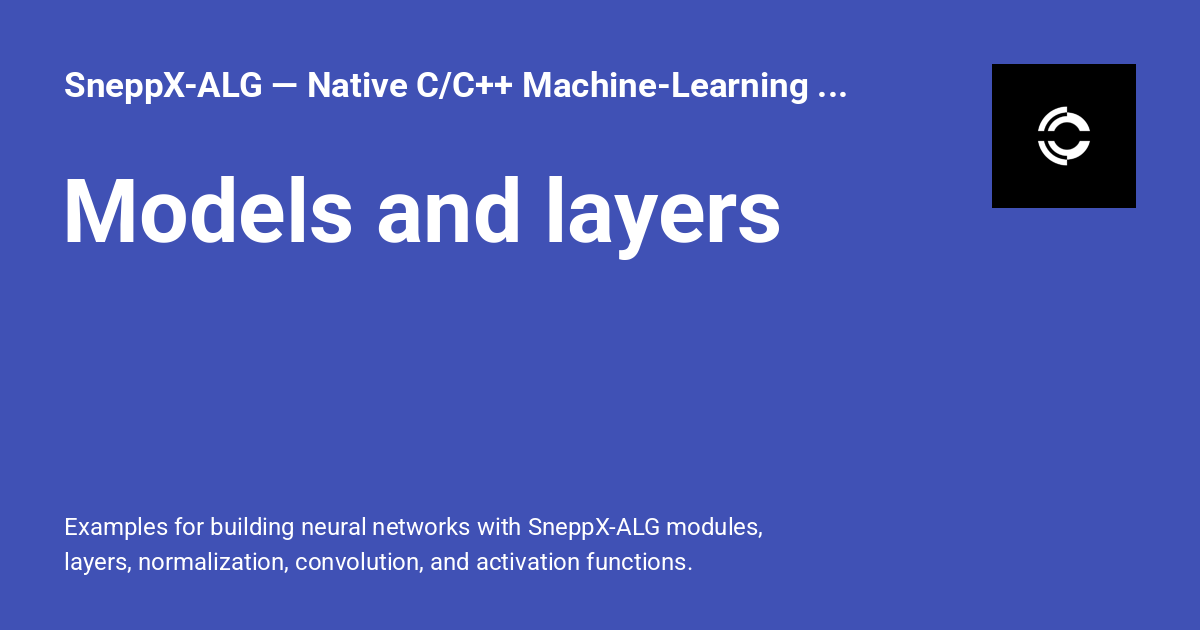 SneppX-ALG — Native C/C++ Machine-Learning ...
Models and layers
Examples for building neural networks with SneppX-ALG modules,
layers, normalization, convolution, and activation functions.